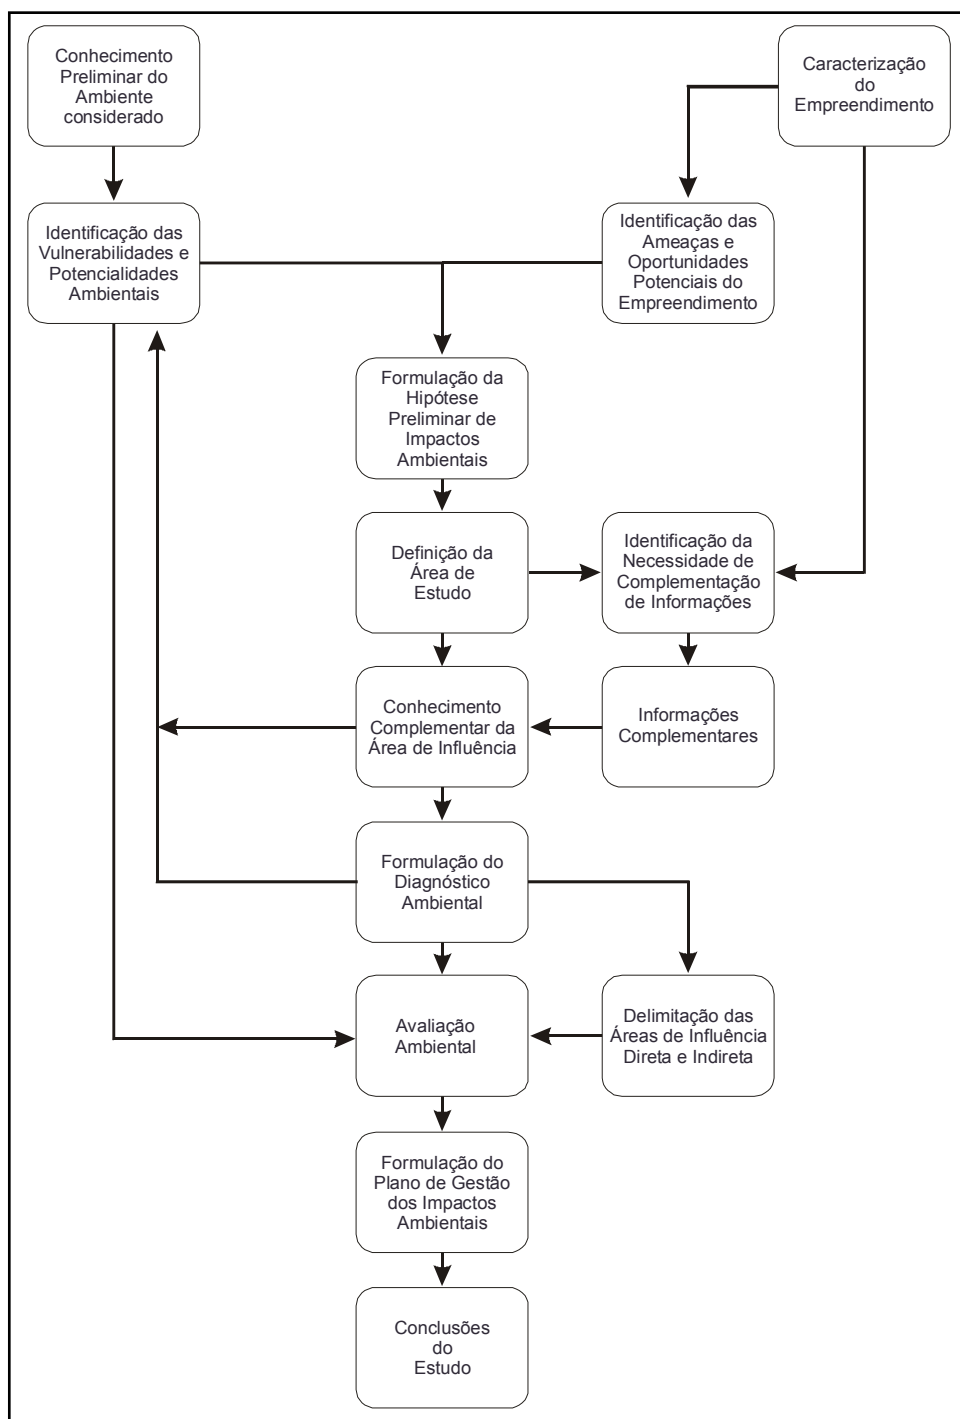 Conhecimento
Preliminar do
Ambiente
considerado
Caracterização
do
Empreendimento
Identificação das
Vulnerabilidades e
Potencialidades
Ambientais
Identificação das
Ameaças e
Oportunidades
Potenciais do
Empreendimento
Formulação da
Hipótese
Preliminar de
Impactos
Ambientais
Definição da
Área de
Estudo
Identificação da
Necessidade de
Complementação
de Informações
Conhecimento
Complementar da
Área de Influência
Informações
Complementares
Formulação do
Diagnóstico
Ambiental
Avaliação
Ambiental
Delimitação das
Áreas de Influência
Direta e Indireta
Formulação do
Plano de Gestão
dos Impactos
Ambientais
Conclusões
do
Estudo